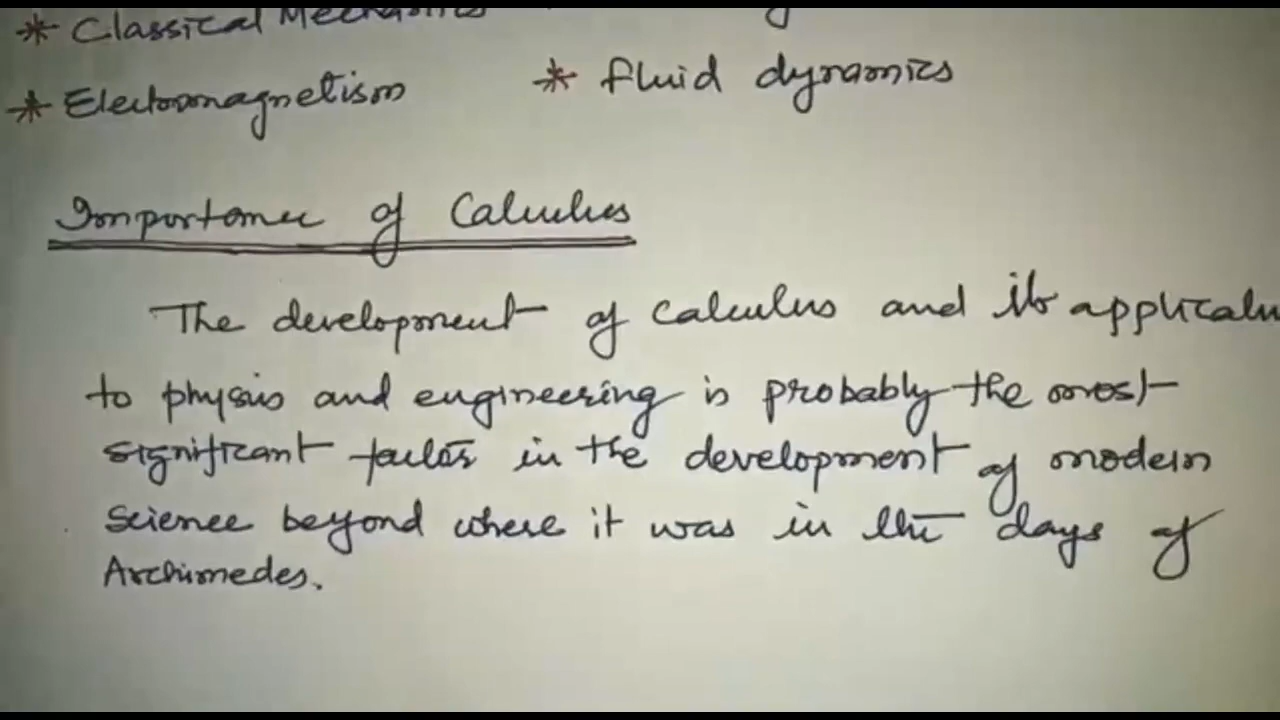 * Classical Mechanics
* Electromagnetism * fluid dynamics
Importance of Calculus
The development of calculus and its
to physics and engineering is probably the most
significant factor in the development of modern
science beyond where it was in the days of
Archimedes.